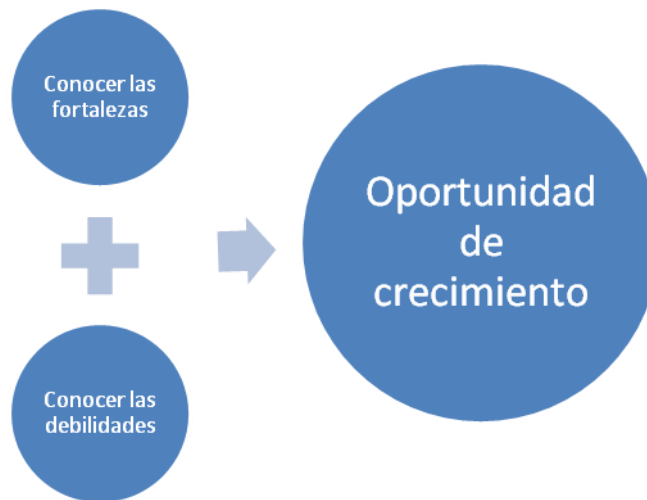 Conocer las
fortalezas
Conocer las
debilidades
Oportunidad
de
crecimiento